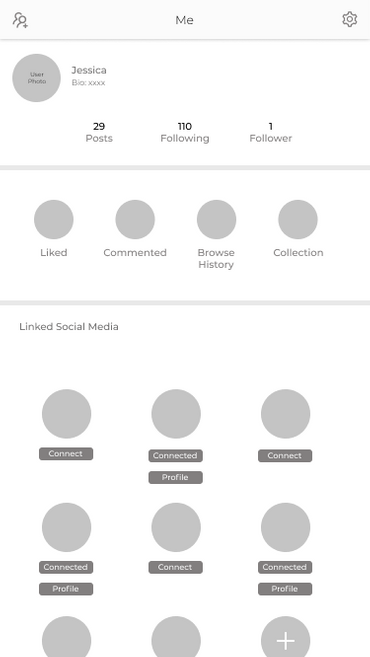 Me
User
Photo
Jessica
Bio: xxxx
29 110 1
Posts Following Follower
Liked Commented Browse Collection
History
Linked Social Media
Connect Connected Connect
Profile
Connected Connect Connected
Profile Profile